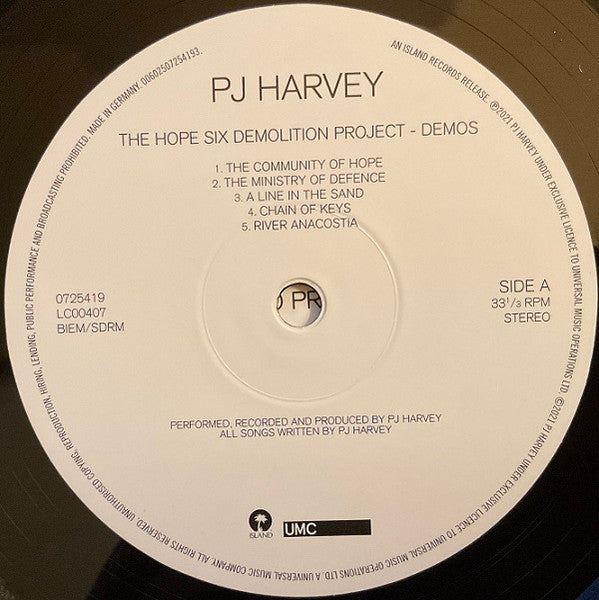 PJ HARVEY
THE HOPE SIX DEMOLITION PROJECT - DEMOS
1. THE COMMUNITY OF HOPE
2. THE MINISTRY OF DEFENCE
3. A LINE IN THE SAND
4. CHAIN OF KEYS
5. RIVER ANACOSTiA
O PR
0725419
LC00407
BIEM/SDRM
SIDE A
33¹/₃ RPM
STEREO
PERFORMED, RECORDED AND PRODUCED BY PJ HARVEY
ALL SONGS WRITTEN BY PJ HARVEY
ISLAND
UMC
AN ISLAND RECORDS RELEASE. ℗2021 PJ HARVEY UNDER EXCLUSIVE LICENCE TO UNIVERSAL MUSIC OPERATIONS LTD. ©2021 PJ HARVEY UNDER EXCLUSIVE LICENCE TO UNIVERSAL MUSIC OPERATIONS LTD. A UNIVERSAL MUSIC COMPANY. ALL RIGHTS RESERVED. UNAUTHORISED COPYING, REPRODUCTION, HIRING, LENDING, PUBLIC PERFORMANCE AND BROADCASTING PROHIBITED. MADE IN GERMANY. 00602507254193.